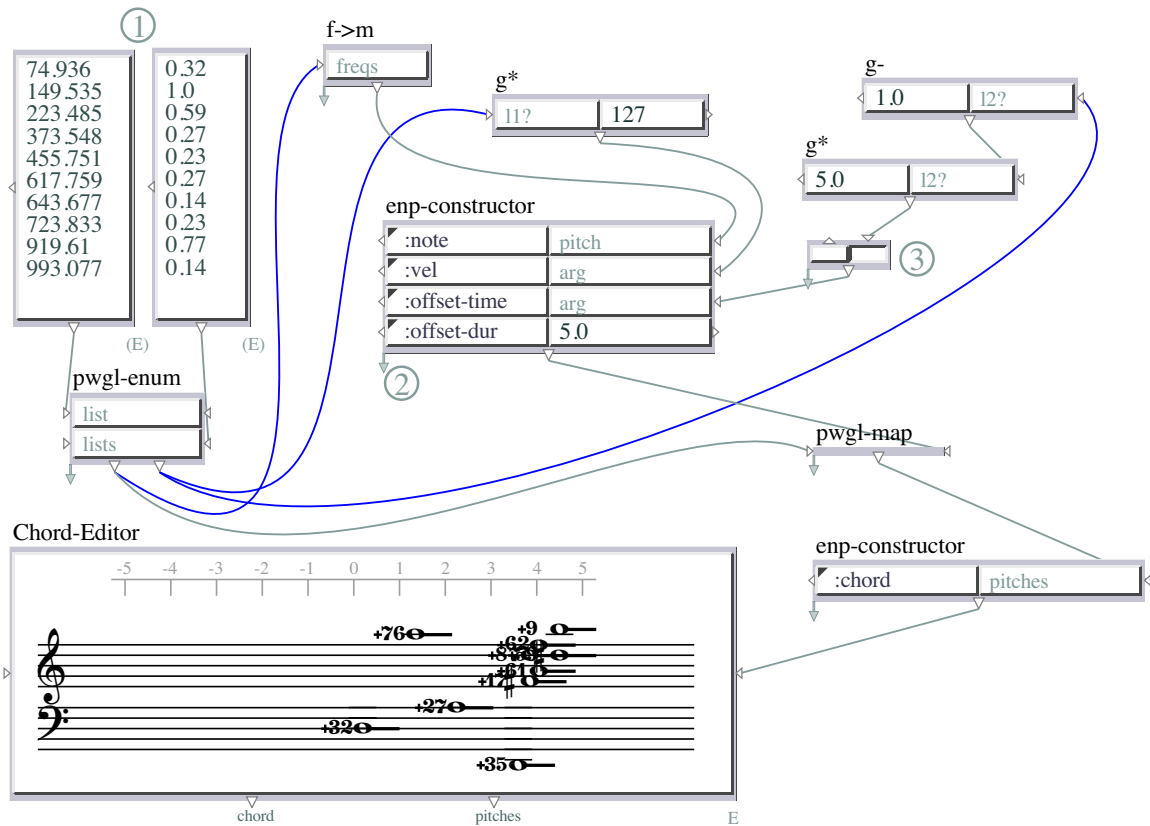 1
74.936
149.535
223.485
373.548
455.751
617.759
643.677
723.833
919.61
993.077
(E)
0.32
1.0
0.59
0.27
0.23
0.27
0.14
0.23
0.77
0.14
(E)
f->m
freqs
g*
l1? 127
g-
1.0 l2?
g*
5.0 l2?
3
enp-constructor
:note pitch
:vel arg
:offset-time arg
:offset-dur 5.0
2
pwgl-enum
list
lists
pwgl-map
enp-constructor
:chord pitches
Chord-Editor
-5 -4 -3 -2 -1 0 1 2 3 4 5
+9
+76
+27
+32
+35
chord pitches E